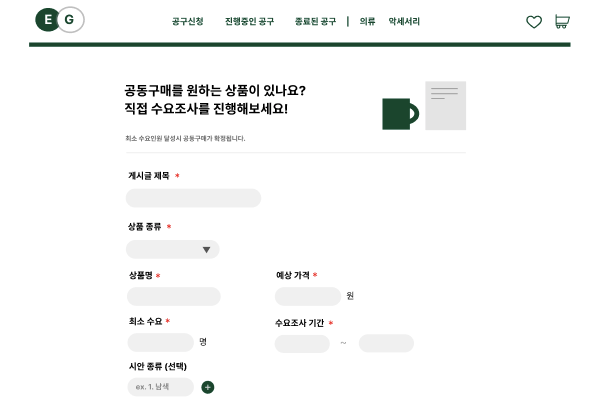 E G
공구신청 진행중인 공구 종료된 공구 | 의류 악세서리
공동구매를 원하는 상품이 있나요?
직접 수요조사를 진행해보세요!
최소 수요인원 달성시 공동구매가 확정됩니다.
게시글 제목 *
상품 종류 *
상품명 * 예상 가격 *
원
최소 수요 * 수요조사 기간 *
명 ~
시안 종류 (선택)
ex. 1. 남색 +